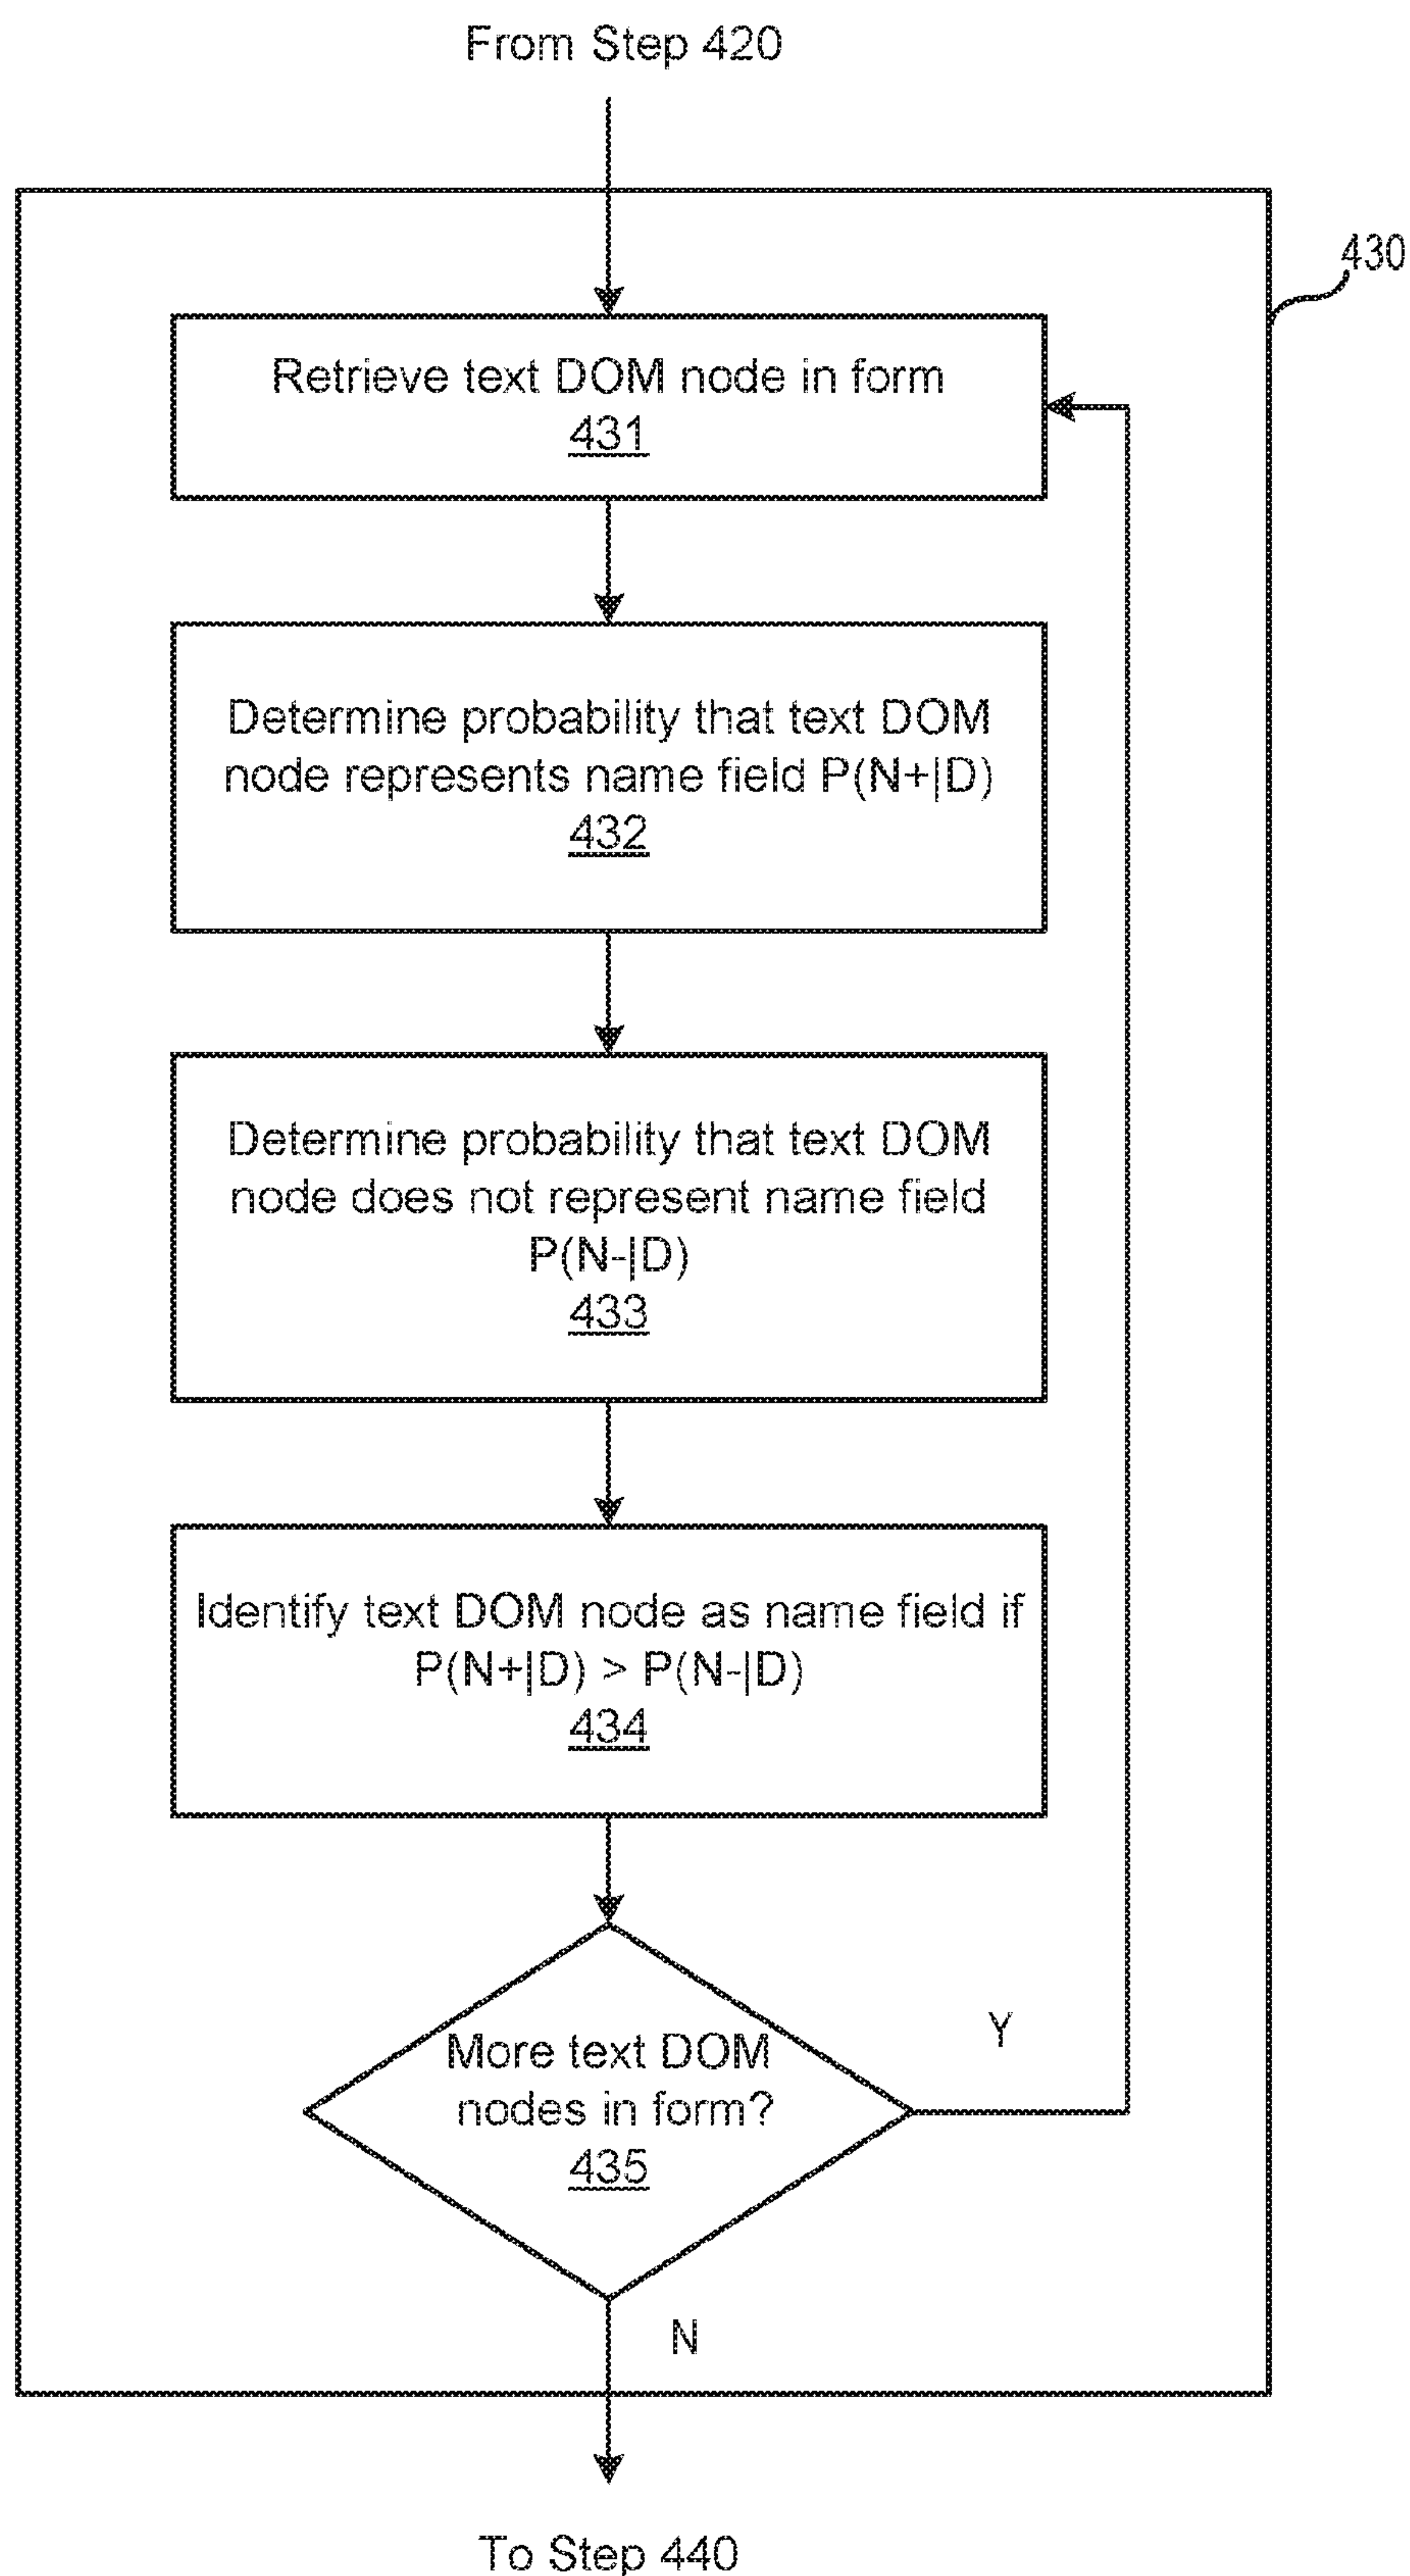 From Step 420
430
Retrieve text DOM node in form
431
Determine probability that text DOM
node represents name field P(N+|D)
432
Determine probability that text DOM
node does not represent name field
P(N-|D)
433
Identify text DOM node as name field if
P(N+|D) > P(N-|D)
434
More text DOM
nodes in form?
435
Y
N
To Step 440